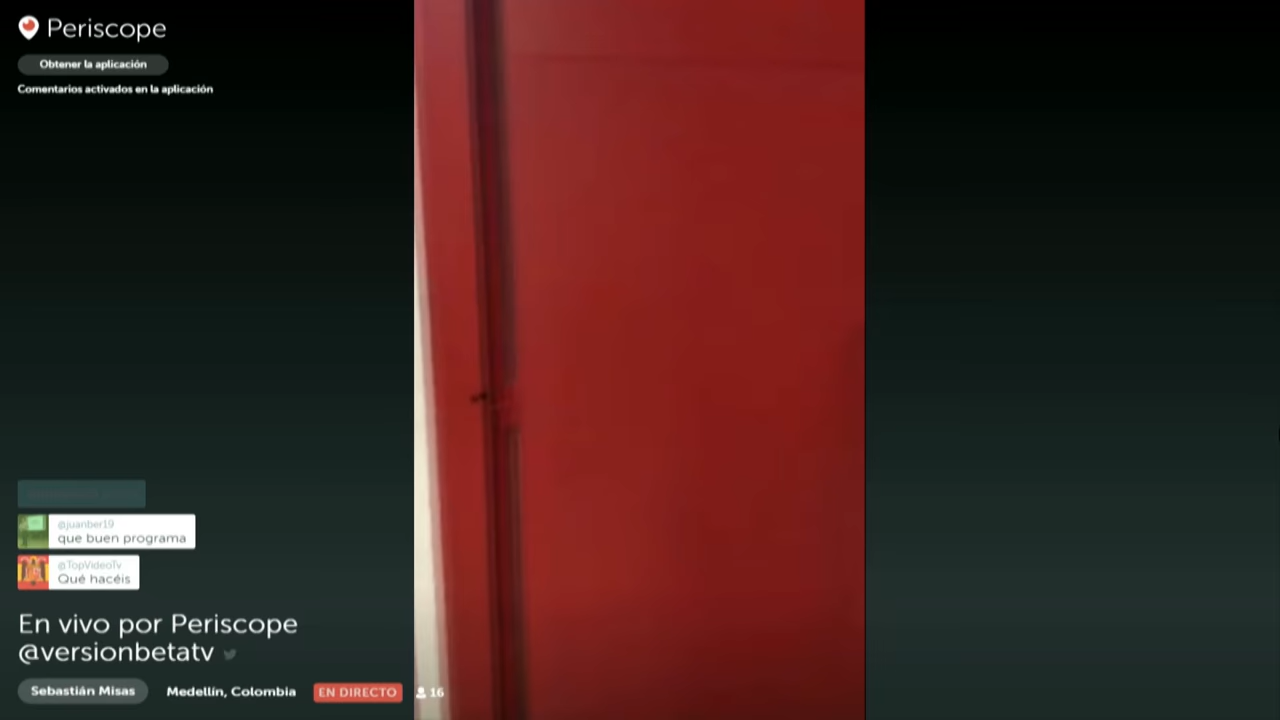 Periscope
Obtener la aplicación
Comentarios activados en la aplicación
@juanber19
que buen programa
@TopVideoTv
Qué hacéis
En vivo por Periscope
@versionbetatv
Sebastián Misas Medellín, Colombia EN DIRECTO 16